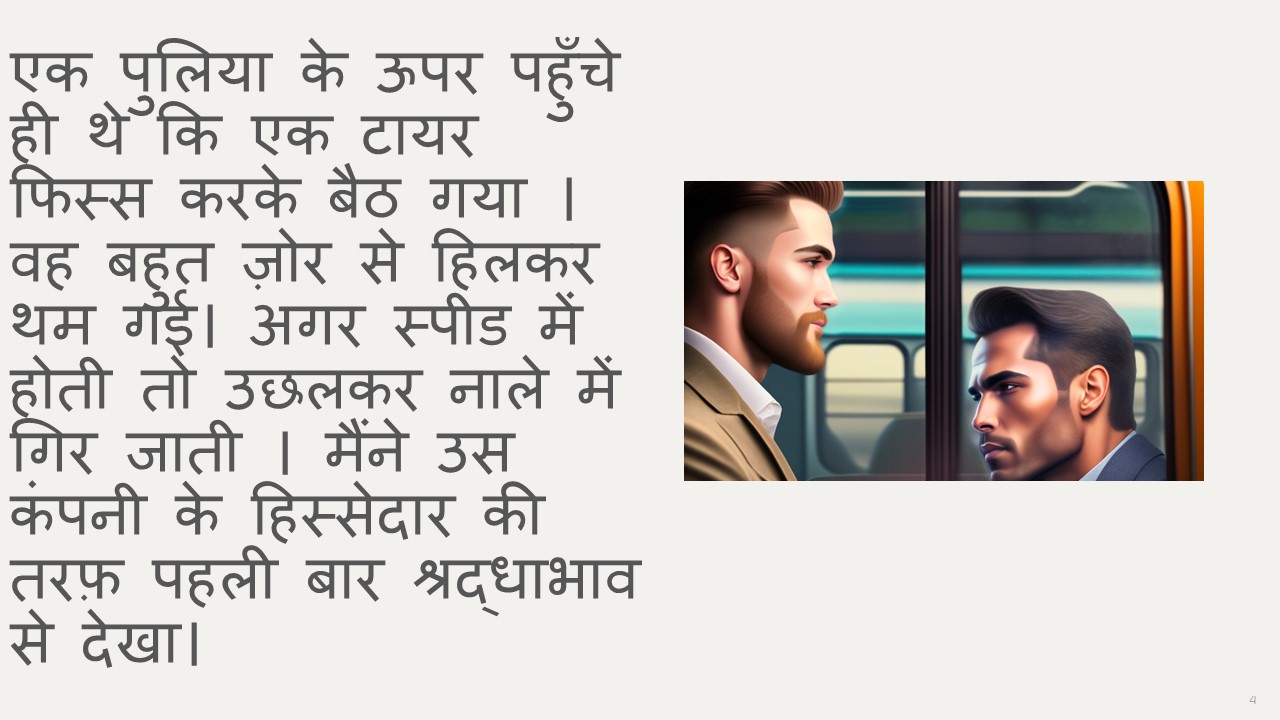 एक पुलिया के ऊपर पहुँचे
ही थे कि एक टायर
फिस्स करके बैठ गया ।
वह बहुत ज़ोर से हिलकर
थम गई। अगर स्पीड में
होती तो उछलकर नाले में
गिर जाती । मैंने उस
कंपनी के हिस्सेदार की
तरफ़ पहली बार श्रद्‌धाभाव
से देखा।
4